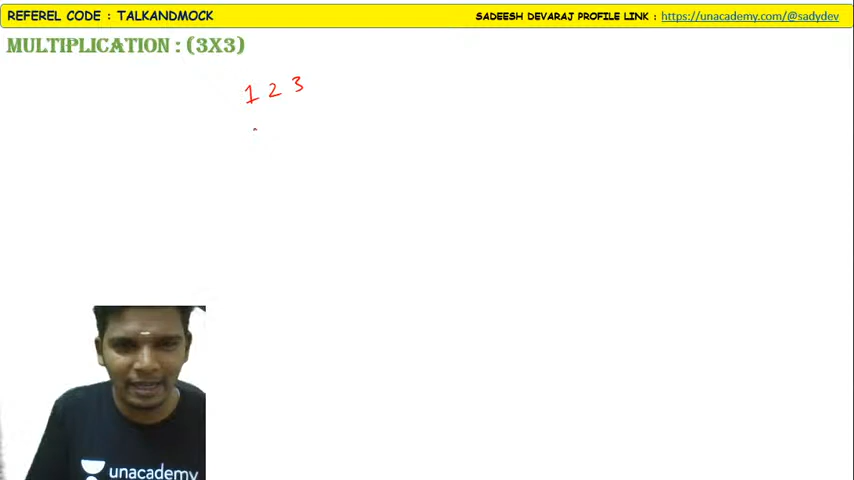 REFEREL CODE : TALKANDMOCK
SADEESH DEVARAJ PROFILE LINK : https://unacademy.com/@sadydev
MULTIPLICATION : (3X3)
1 2 3
unacademy